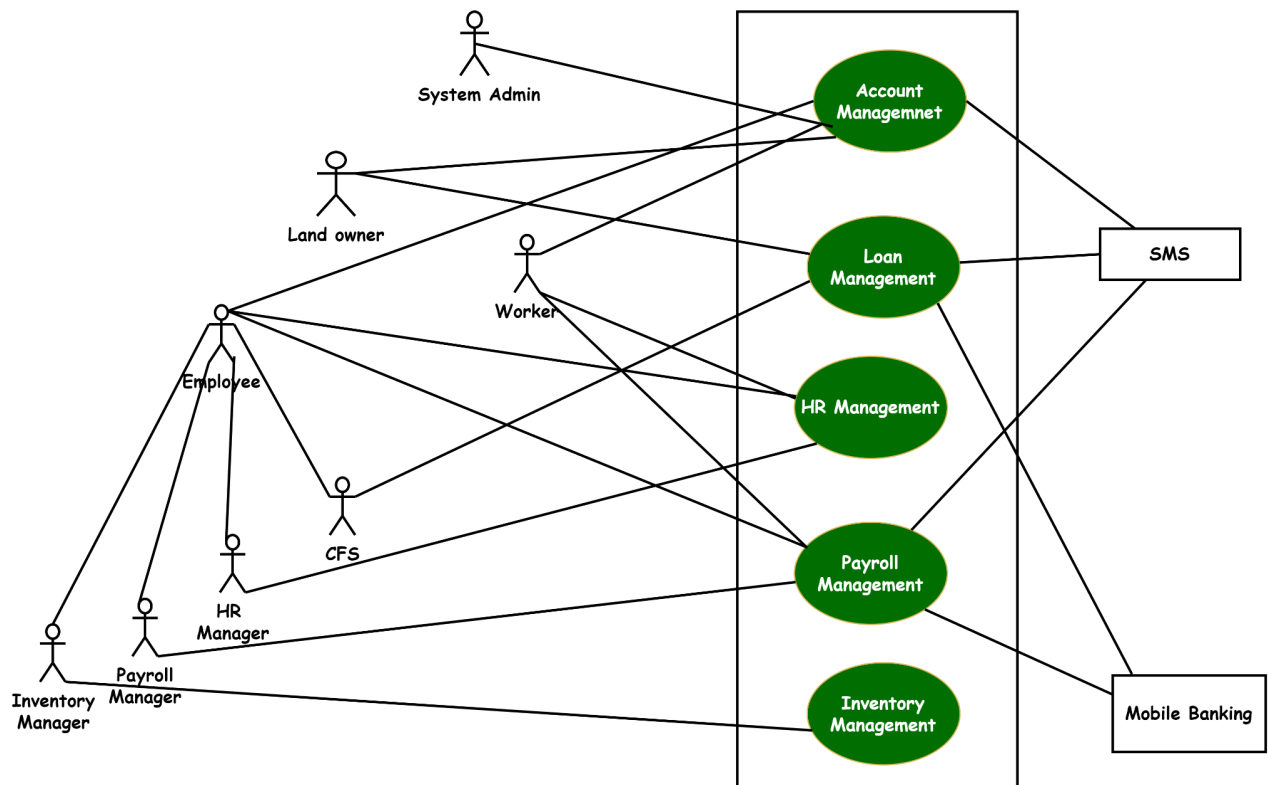 System Admin
Account
Managemnet
Land owner
SMS
Loan
Management
Worker
Employee
HR Management
CFS
Payroll
Management
HR
Manager
Payroll
Manager
Inventory
Manager
Inventory
Management
Mobile Banking